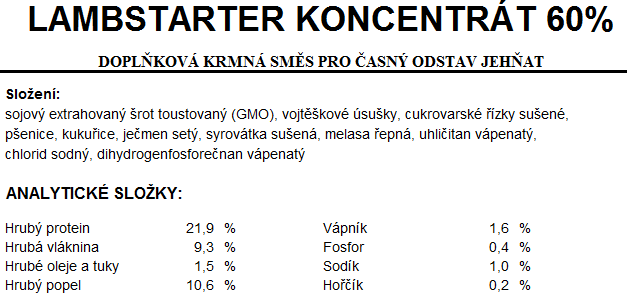 LAMBSTARTER KONCENTRÁT 60%
DOPLŇKOVÁ KRMNÁ SMĚS PRO ČASNÝ ODSTAV JEHŇAT
Složení:
sojový extrahovaný šrot toustovaný (GMO), vojtěškové úsušky, cukrovarské řízky sušené,
pšenice, kukuřice, ječmen setý, syrovátka sušená, melasa řepná, uhličitan vápenatý,
chlorid sodný, dihydrogenfosforečnan vápenatý
ANALYTICKÉ SLOŽKY:
Hrubý protein 21,9 % Vápník 1,6 %
Hrubá vláknina 9,3 % Fosfor 0,4 %
Hrubé oleje a tuky 1,5 % Sodík 1,0 %
Hrubý popel 10,6 % Hořčík 0,2 %